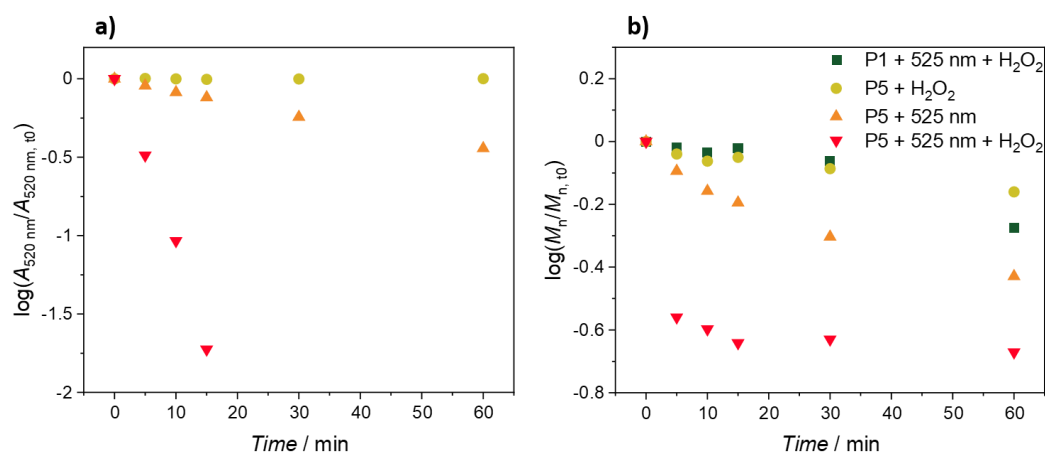 a)
0
-0.5
-1
-1.5
-2
0 10 20 30 40 50 60
Time / min
log(A520 nm/A520 nm, t0)
b)
P1 + 525 nm + H2O2
P5 + H2O2
P5 + 525 nm
P5 + 525 nm + H2O2
0.2
0
-0.2
-0.4
-0.6
-0.8
0 10 20 30 40 50 60
Time / min
log(Mn/Mn, t0)